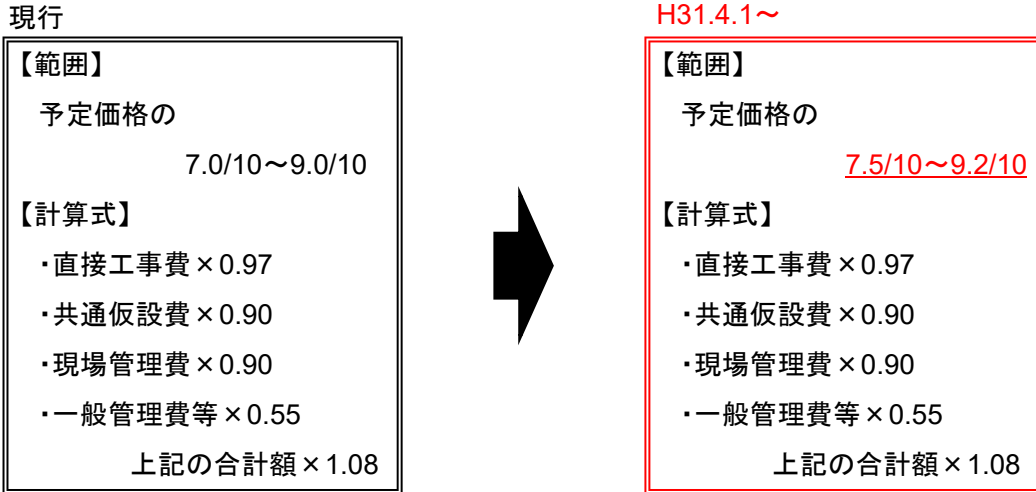 現行
【範囲】
予定価格の
7.0/10~9.0/10
【計算式】
・直接工事費×0.97
・共通仮設費×0.90
・現場管理費×0.90
・一般管理費等×0.55
上記の合計額×1.08
H31.4.1~
【範囲】
予定価格の
7.5/10~9.2/10
【計算式】
・直接工事費×0.97
・共通仮設費×0.90
・現場管理費×0.90
・一般管理費等×0.55
上記の合計額×1.08